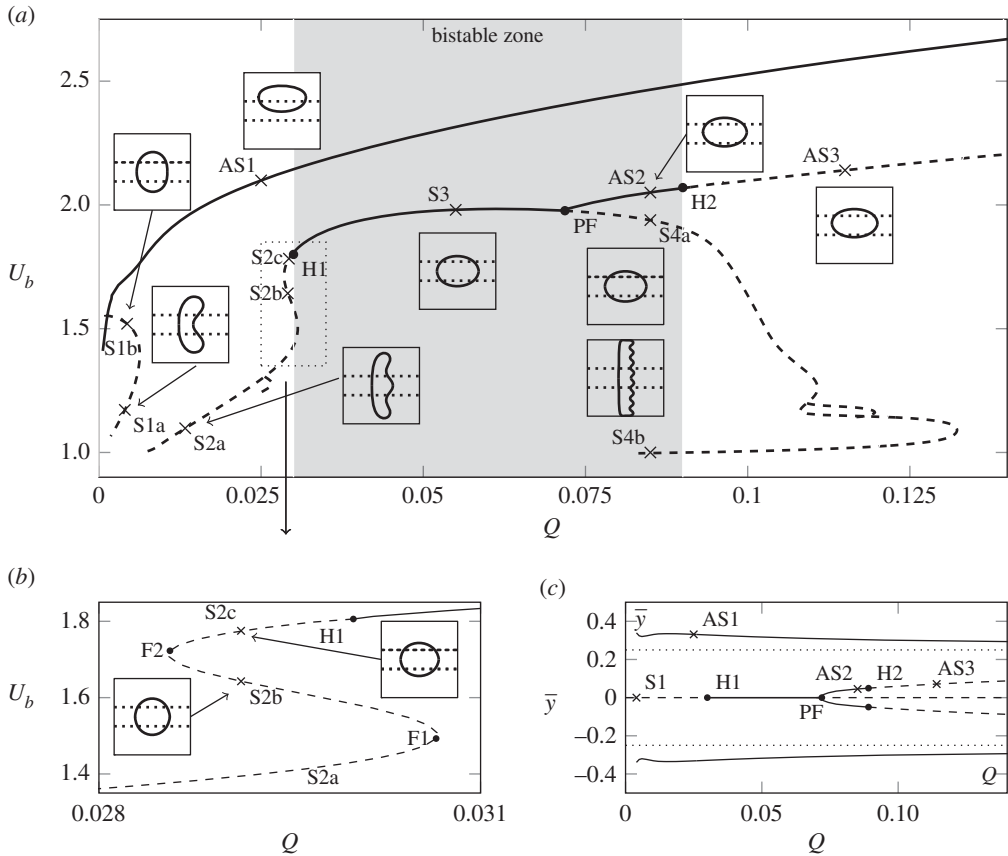 (a)
bistable zone
2.5
2.0
1.5
1.0
U_b
AS1
S3
AS2
AS3
H2
PF
S4a
S2c
H1
S2b
S1b
S1a
S2a
S4b
0 0.025 0.05 0.075 0.1 0.125
Q
(b)
1.8
1.6
1.4
U_b
S2c
H1
F2
S2b
F1
S2a
0.028 0.031
Q
(c)
0.4
0.2
0
–0.2
–0.4
y̅
y̅
AS1
S1
H1
AS2
H2
AS3
PF
Q
0 0.05 0.10
Q